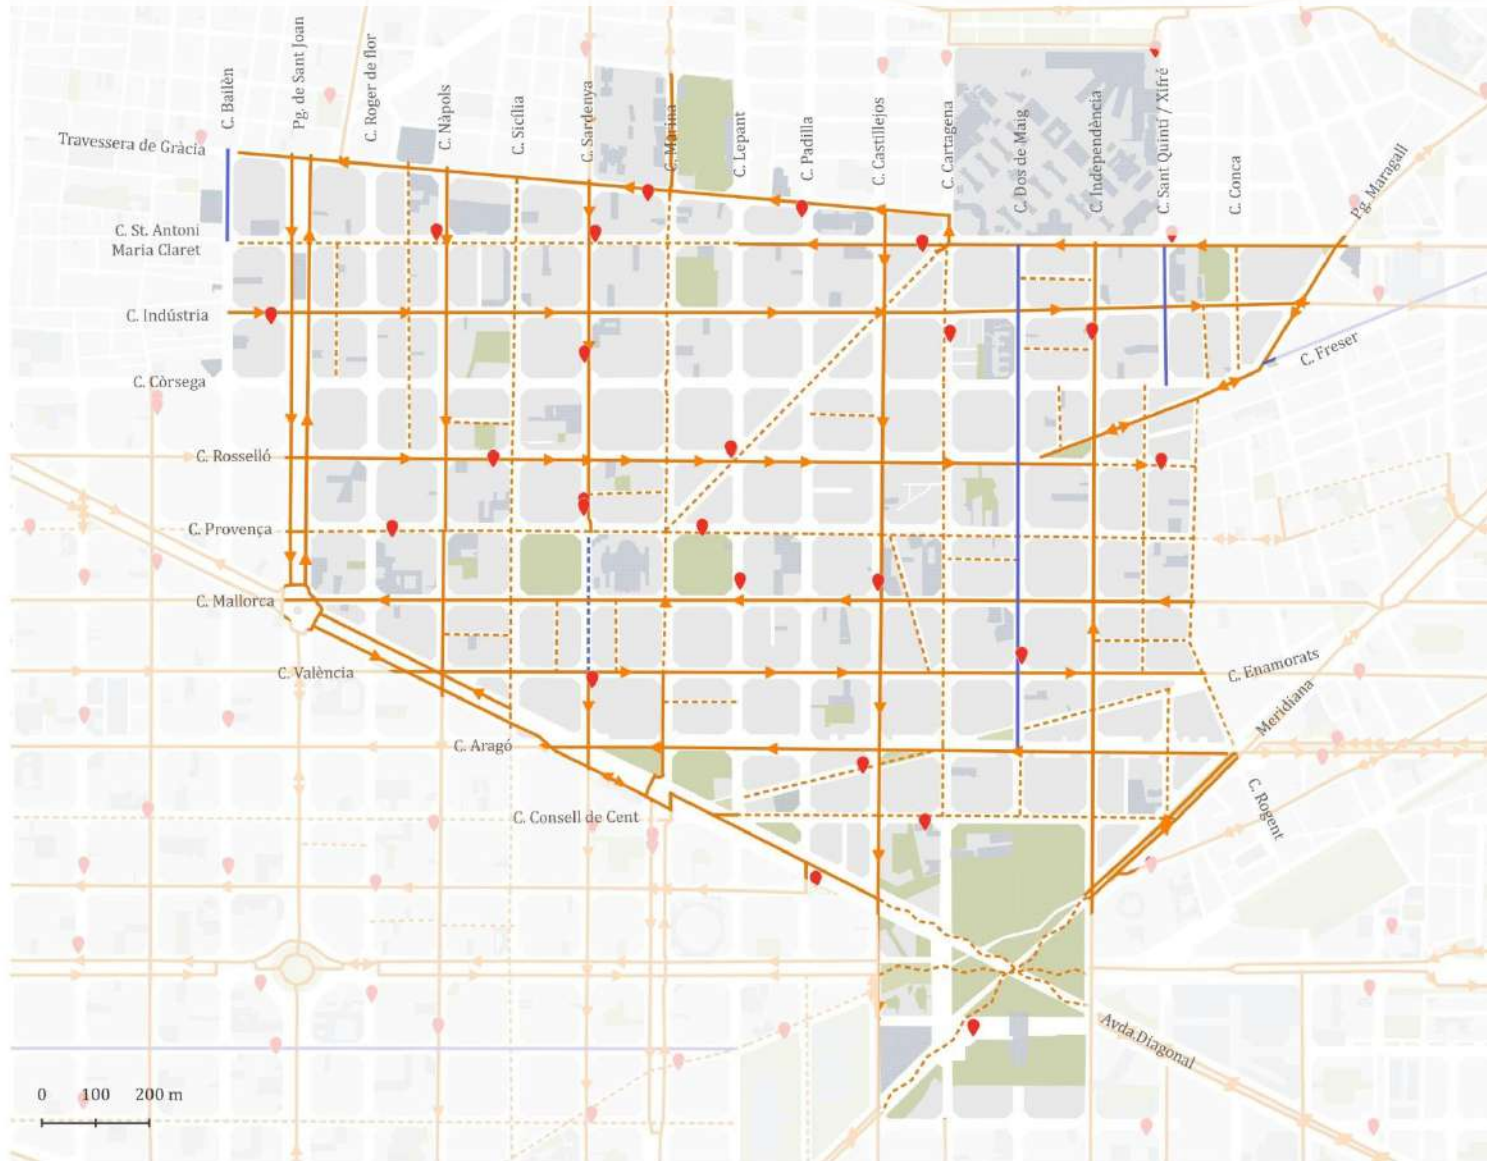 C. Bailèn
Pg. de Sant Joan
C. Roger de flor
C. Nàpols
C. Sicília
C. Sardenya
C. Marina
C. Lepant
C. Padilla
C. Castillejos
C. Cartagena
C. Dos de Maig
C. Independència
C. Sant Quintí / Xifré
C. Conca
Pg. Maragall
Travessera de Gràcia
C. St. Antoni
Maria Claret
C. Indústria
C. Freser
C. Còrsega
C. Rosselló
C. Provença
C. Mallorca
C. València
C. Enamorats
Meridiana
C. Aragó
C. Rogent
C. Consell de Cent
Avda.Diagonal
0 100 200 m